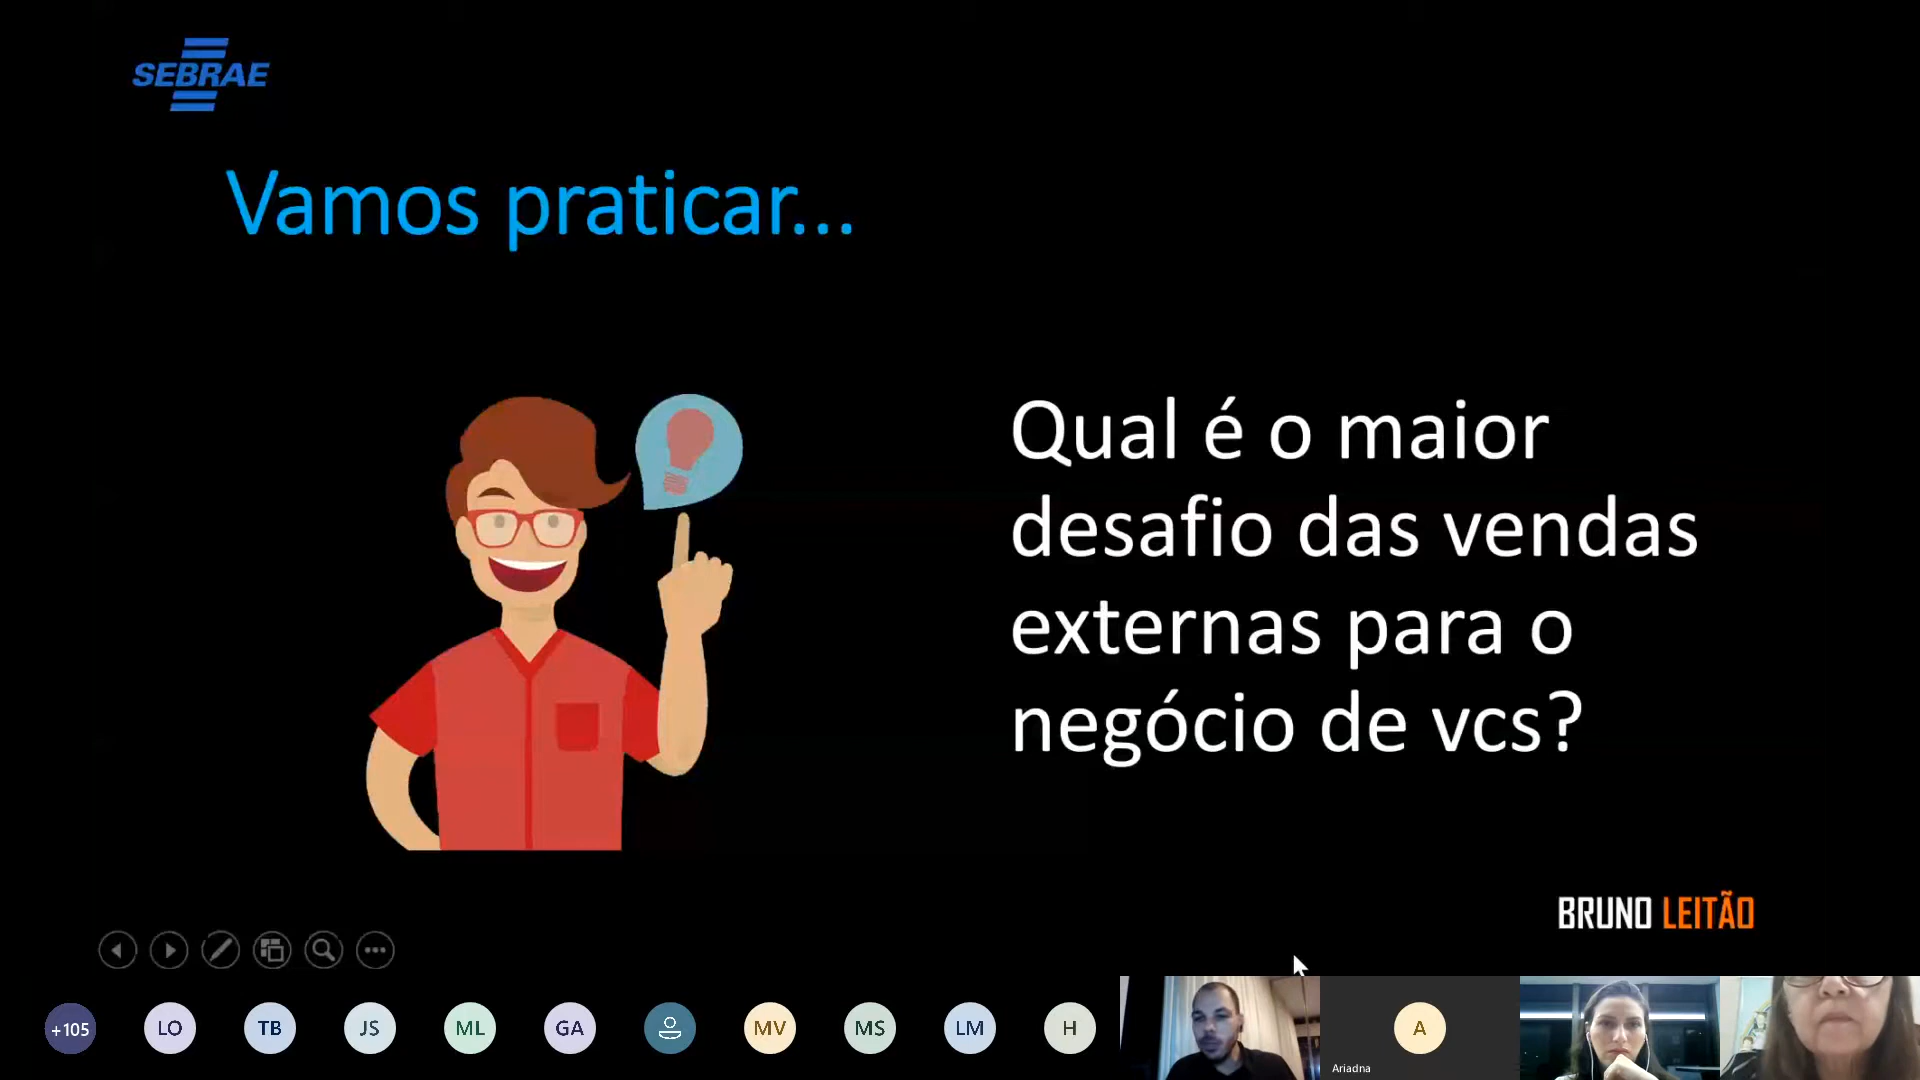 SEBRAE
Vamos praticar...
Qual é o maior
desafio das vendas
externas para o
negócio de vcs?
BRUNO LEITÃO
+105
LO
TB
JS
ML
GA
MV
MS
LM
H
A
Ariadna